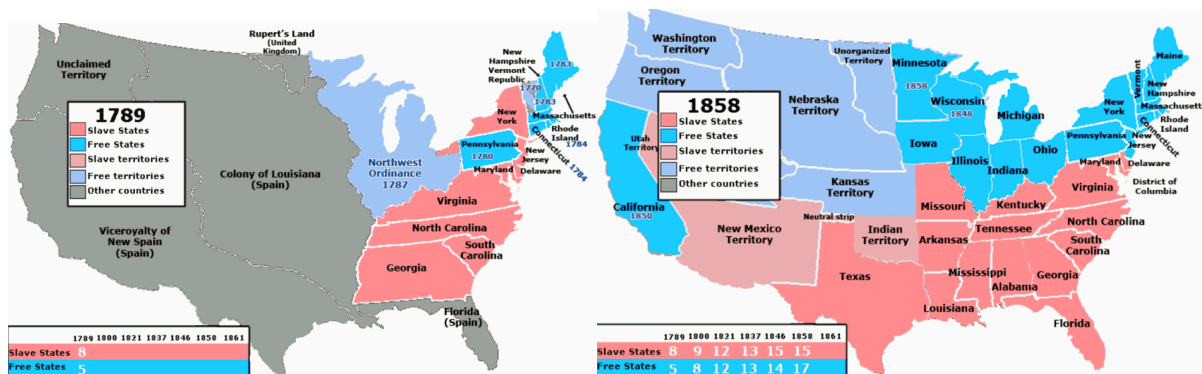 Rupert's Land
(United
Kingdom)
Unclaimed
Territory
New
Hampshire
Vermont
Republic
1783
1770
1783
1789
Slave States
Free States
Slave territories
Free territories
Other countries
New
York
Massachusetts
Rhode
Island
1784
Connecticut
1784
Pennsylvania
1780
New
Jersey
Maryland
Delaware
Northwest
Ordinance
1787
Colony of Louisiana
(Spain)
Virginia
Viceroyalty of
New Spain
(Spain)
North Carolina
South
Carolina
Georgia
Florida
(Spain)
1789 1800 1821 1837 1846 1858 1861
Slave States 8
Free States 5
Washington
Territory
Unorganized
Territory
Minnesota
1858
Maine
Vermont
New
Hampshire
Oregon
Territory
1858
Slave States
Free States
Slave territories
Free territories
Other countries
Nebraska
Territory
Wisconsin
1848
Michigan
New
York
Massachusetts
Rhode
Island
Connecticut
Utah
Territory
Iowa
Pennsylvania
New
Jersey
Illinois
Indiana
Ohio
Maryland
Delaware
District of
Columbia
California
1850
Kansas
Territory
Missouri
Kentucky
Virginia
Neutral strip
New Mexico
Territory
Indian
Territory
Tennessee
North Carolina
Arkansas
South
Carolina
Texas
Mississippi
Alabama
Georgia
Louisiana
Florida
1789 1800 1821 1837 1846 1858 1861
Slave States 8 9 12 13 15 15
Free States 5 8 12 13 14 17